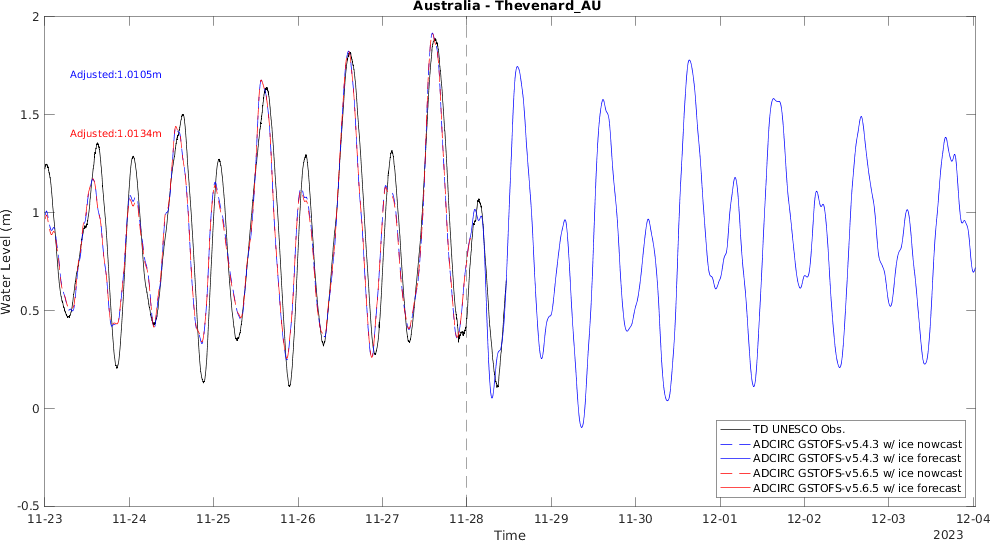 Australia - Thevenard_AU
2
1.5
1
0.5
0
-0.5
Water Level (m)
Adjusted:1.0105m
Adjusted:1.0134m
TD UNESCO Obs.
ADCIRC GSTOFS-v5.4.3 w/ ice nowcast
ADCIRC GSTOFS-v5.4.3 w/ ice forecast
ADCIRC GSTOFS-v5.6.5 w/ ice nowcast
ADCIRC GSTOFS-v5.6.5 w/ ice forecast
11-23 11-24 11-25 11-26 11-27 11-28 11-29 11-30 12-01 12-02 12-03 12-04
Time
2023